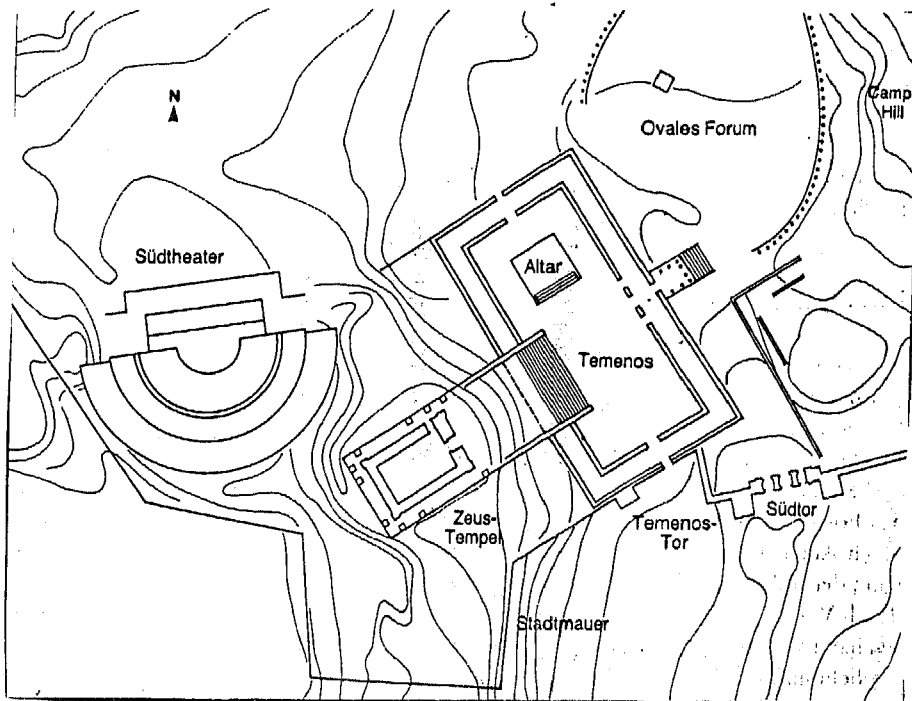 N
Camp
Hill
Ovales Forum
Südtheater
Altar
Temenos
Zeus-
Tempel
Temenos-
Tor
Südtor
Stadtmauer